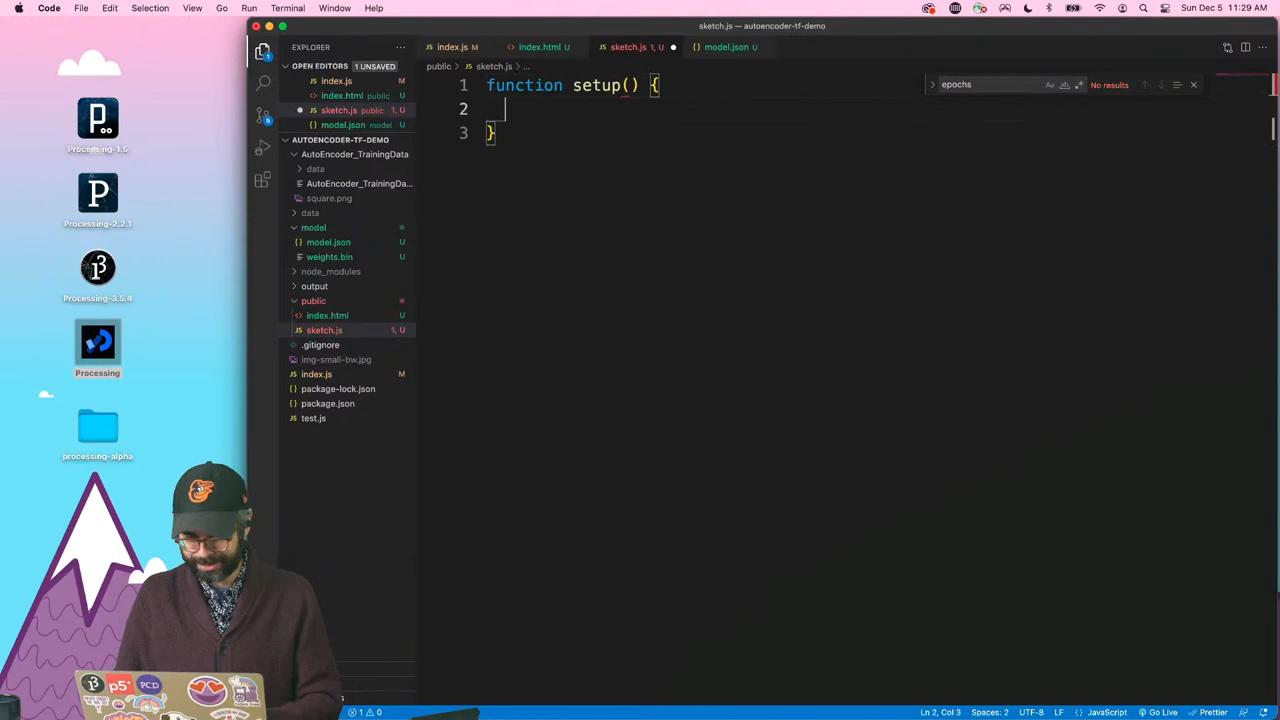 Code File Edit Selection View Go Run Terminal Window Help
Sun Dec 5 11:29 AM
sketch.js — autoencoder-tf-demo
EXPLORER
index.js M
index.html U
sketch.js 1, U
model.json U
OPEN EDITORS 1 UNSAVED
public > sketch.js > ...
index.js M
index.html public U
sketch.js public 1, U
model.json model U
AUTOENCODER-TF-DEMO
AutoEncoder_TrainingData
data
AutoEncoder_TrainingDa...
square.png
data
model
model.json U
weights.bin U
node_modules
output
public
index.html U
sketch.js 1, U
.gitignore
img-small-bw.jpg
index.js M
package-lock.json
package.json
test.js
1 function setup() {
2
3 }
epochs
No results
Processing-1.5
Processing-2.2.1
Processing-3.5.4
Processing
processing-alpha
p5*
PCD
1 0
Ln 2, Col 3 Spaces: 2 UTF-8 LF JavaScript Go Live Prettier